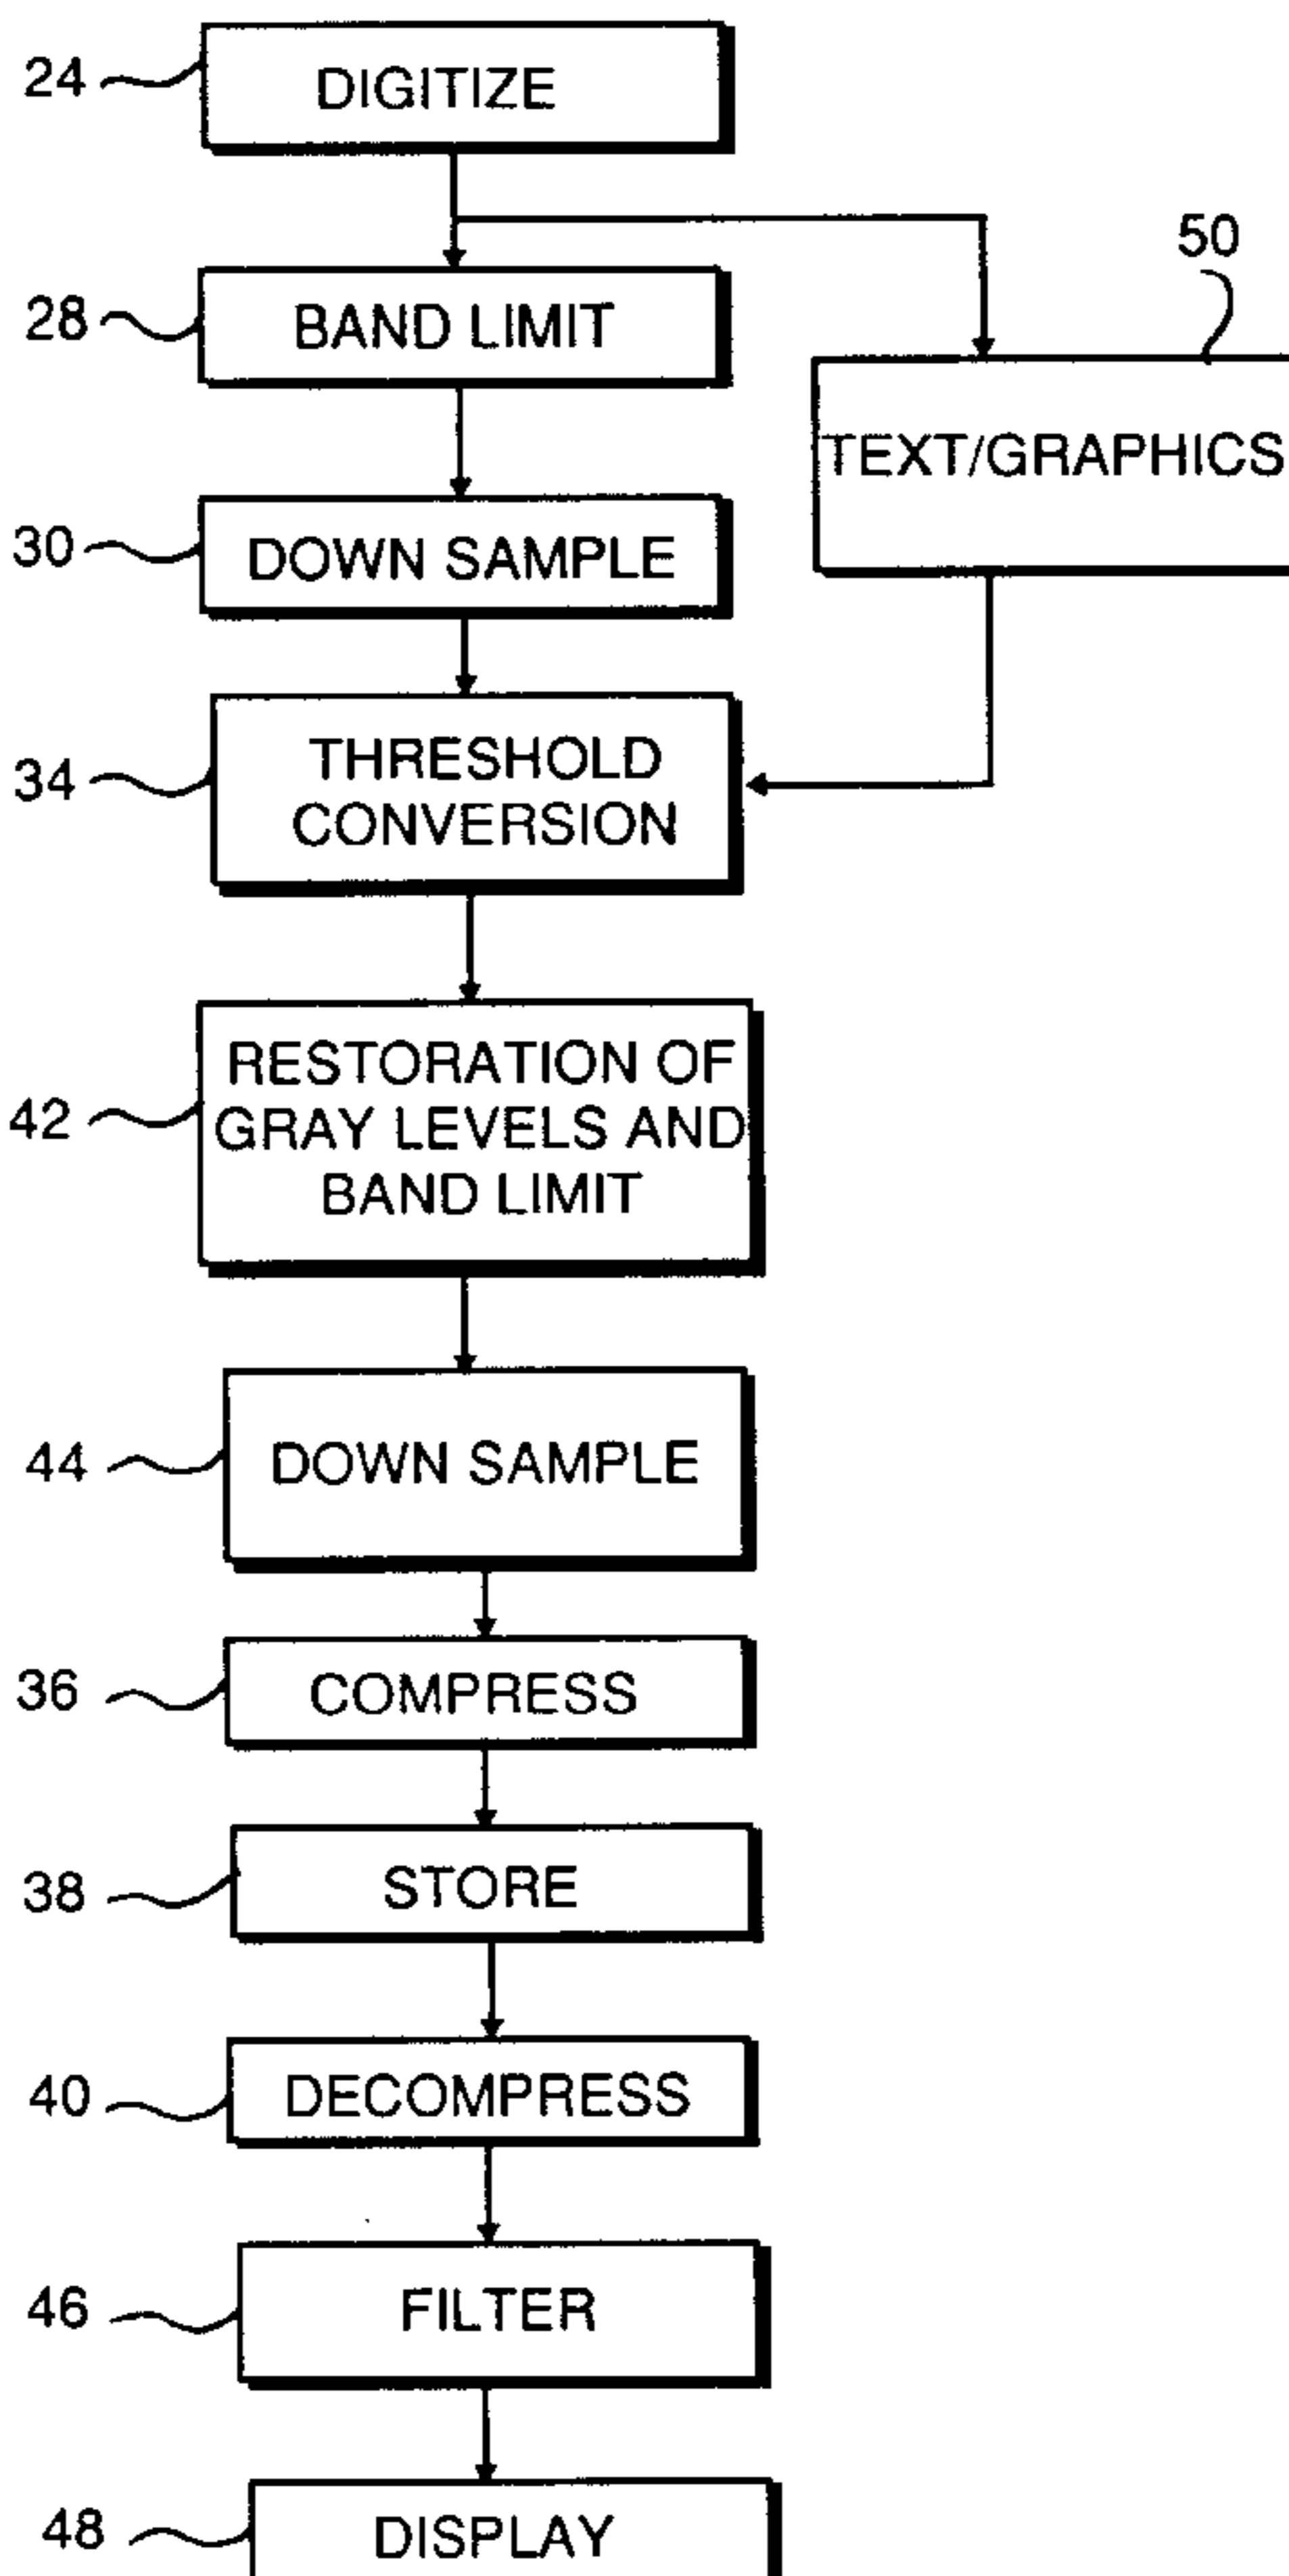 24
DIGITIZE
50
28
BAND LIMIT
TEXT/GRAPHICS
30
DOWN SAMPLE
34
THRESHOLD
CONVERSION
42
RESTORATION OF
GRAY LEVELS AND
BAND LIMIT
44
DOWN SAMPLE
36
COMPRESS
38
STORE
40
DECOMPRESS
46
FILTER
48
DISPLAY